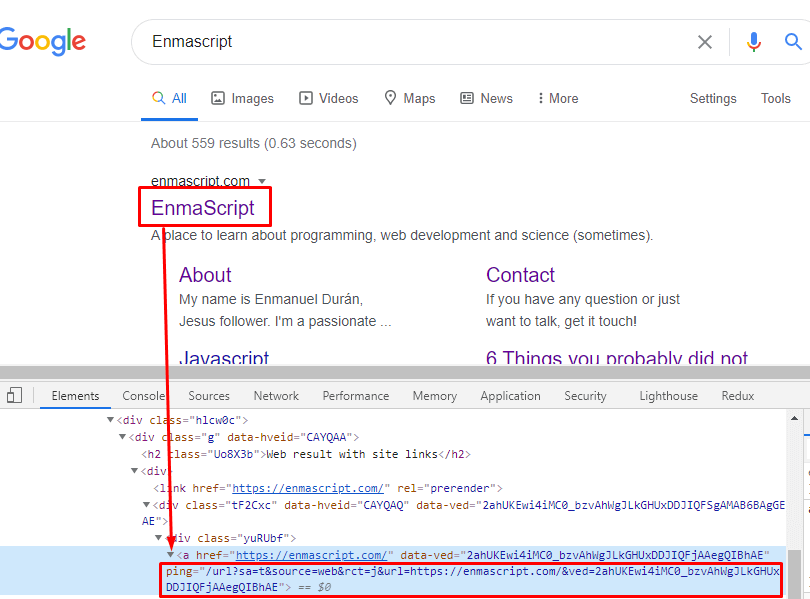 Google
Enmascript
All Images Videos Maps News More Settings Tools
About 559 results (0.63 seconds)
enmascript.com
EnmaScript
A place to learn about programming, web development and science (sometimes).
About Contact
My name is Enmanuel Durán, If you have any question or just
Jesus follower. I'm a passionate ... want to talk, get it touch!
Javascript 6 Things you probably did not
Elements Console Sources Network Performance Memory Application Security Lighthouse Redux
<div class="hlcw0c">
<div class="g" data-hveid="CAYQAA">
<h2 class="Uo8X3b">Web result with site links</h2>
<div>
<link href="https://enmascript.com/" rel="prerender">
<div class="tF2Cxc" data-hveid="CAYQAQ" data-ved="2ahUKEwi4iMC0_bzvAhWgJLkGHUxDDJIQFSgAMAB6BAgGE
AE">
<div class="yuRUbf">
<a href="https://enmascript.com/" data-ved="2ahUKEwi4iMC0_bzvAhWgJLkGHUxDDJIQFjAAegQIBhAE"
ping="/url?sa=t&source=web&rct=j&url=https://enmascript.com/&ved=2ahUKEwi4iMC0_bzvAhWgJLkGHUx
DDJIQFjAAegQIBhAE"> == $0